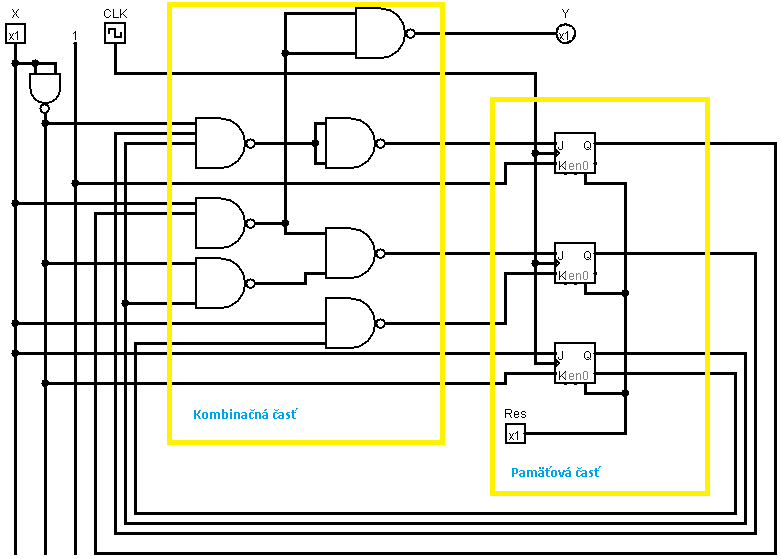 X
CLK
Y
x1
1
x1
J Q
Ken0
J Q
Ken0
J Q
Ken0
Res
x1
Kombinačná časť
Pamäťová časť